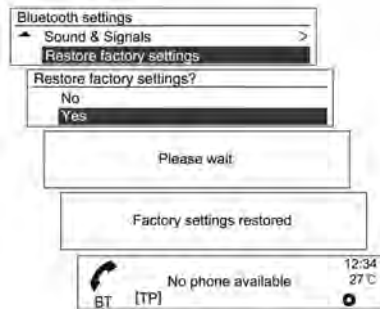 Bluetooth settings
Sound & Signals >
Restore factory settings
Restore factory settings?
No
Yes
Please wait
Factory settings restored
12:34
No phone available 27°C
BT [TP]